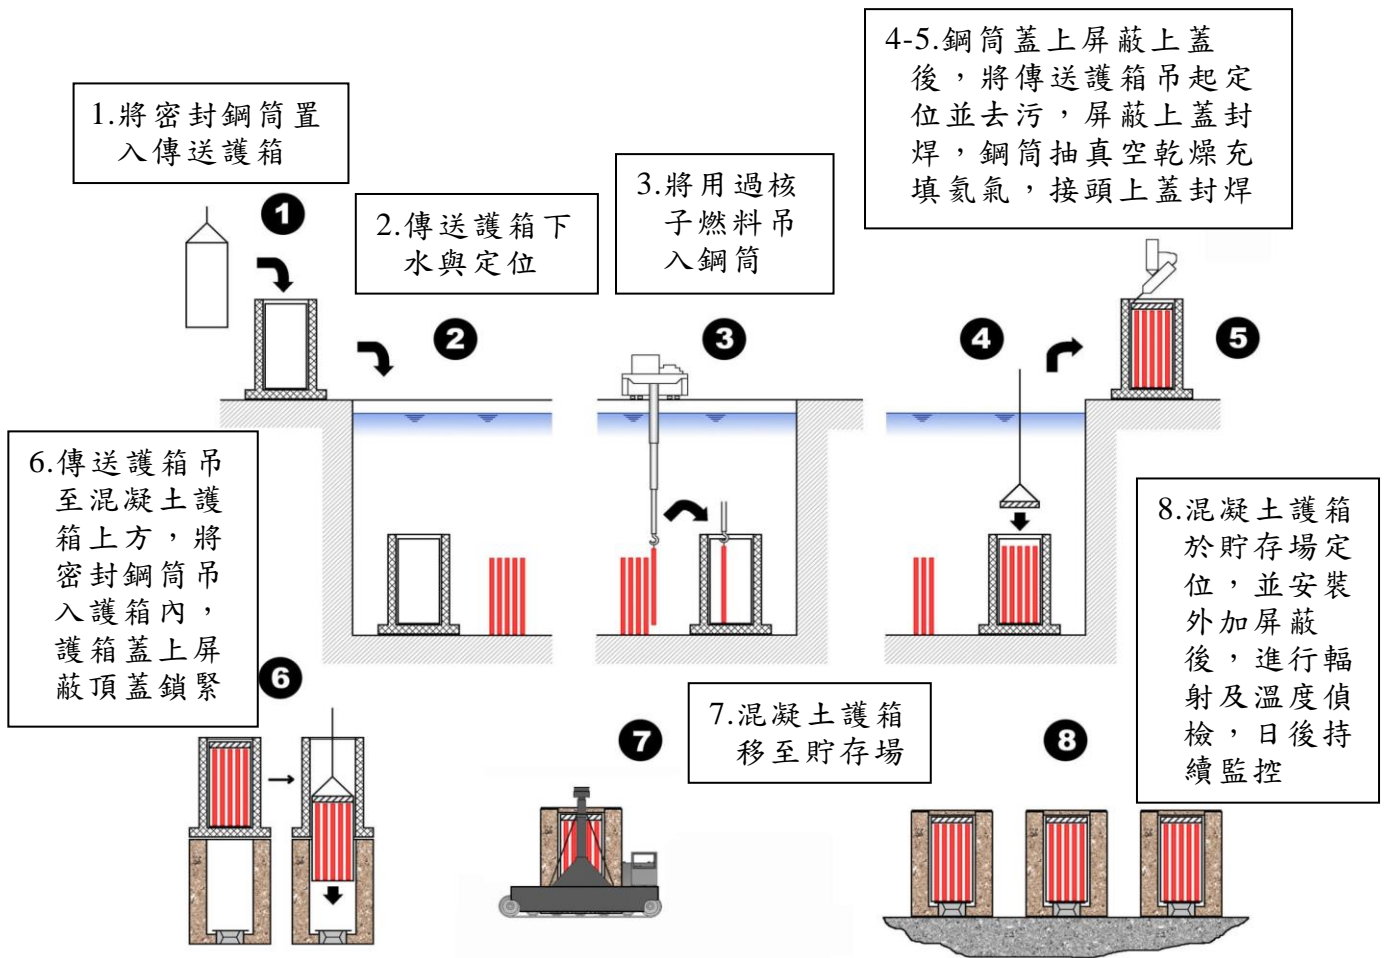 1.將密封鋼筒置
入傳送護箱
1
2.傳送護箱下
水與定位
2
3.將用過核
子燃料吊
入鋼筒
3
4-5.鋼筒蓋上屏蔽上蓋
後，將傳送護箱吊起定
位並去污，屏蔽上蓋封
焊，鋼筒抽真空乾燥充
填氦氣，接頭上蓋封焊
4
5
6.傳送護箱吊
至混凝土護
箱上方，將
密封鋼筒吊
入護箱內，
護箱蓋上屏
蔽頂蓋鎖緊
6
7.混凝土護箱
移至貯存場
7
8.混凝土護箱
於貯存場定
位，並安裝
外加屏蔽
後，進行輻
射及溫度偵
檢，日後持
續監控
8